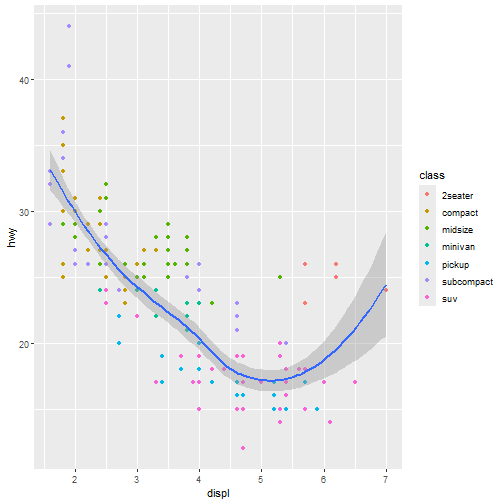 40
30
20
hwy
2
3
4
5
6
7
displ
class
2seater
compact
midsize
minivan
pickup
subcompact
suv